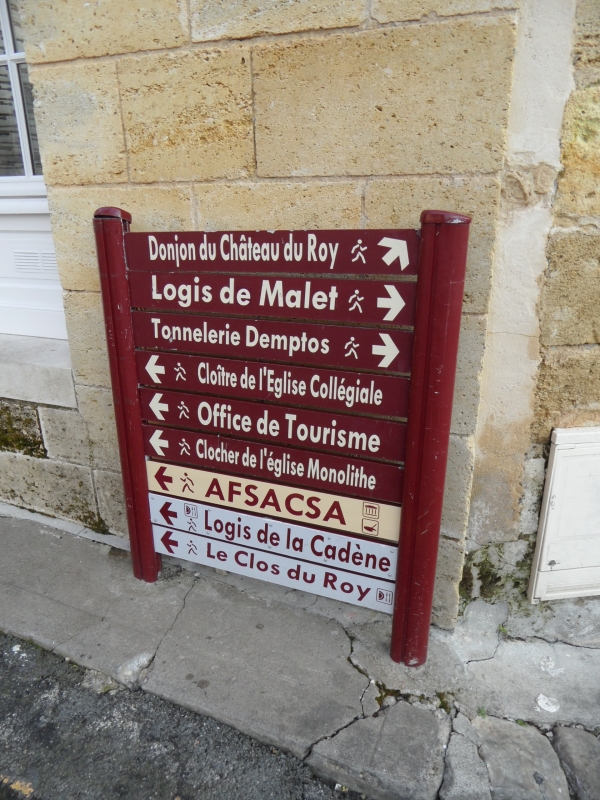 Donjon du Château du Roy
Logis de Malet
Tonnelerie Demptos
Cloître de l'Eglise Collégiale
Office de Tourisme
Clocher de l'église Monolithe
AFSACSA
Logis de la Cadène
Le Clos du Roy